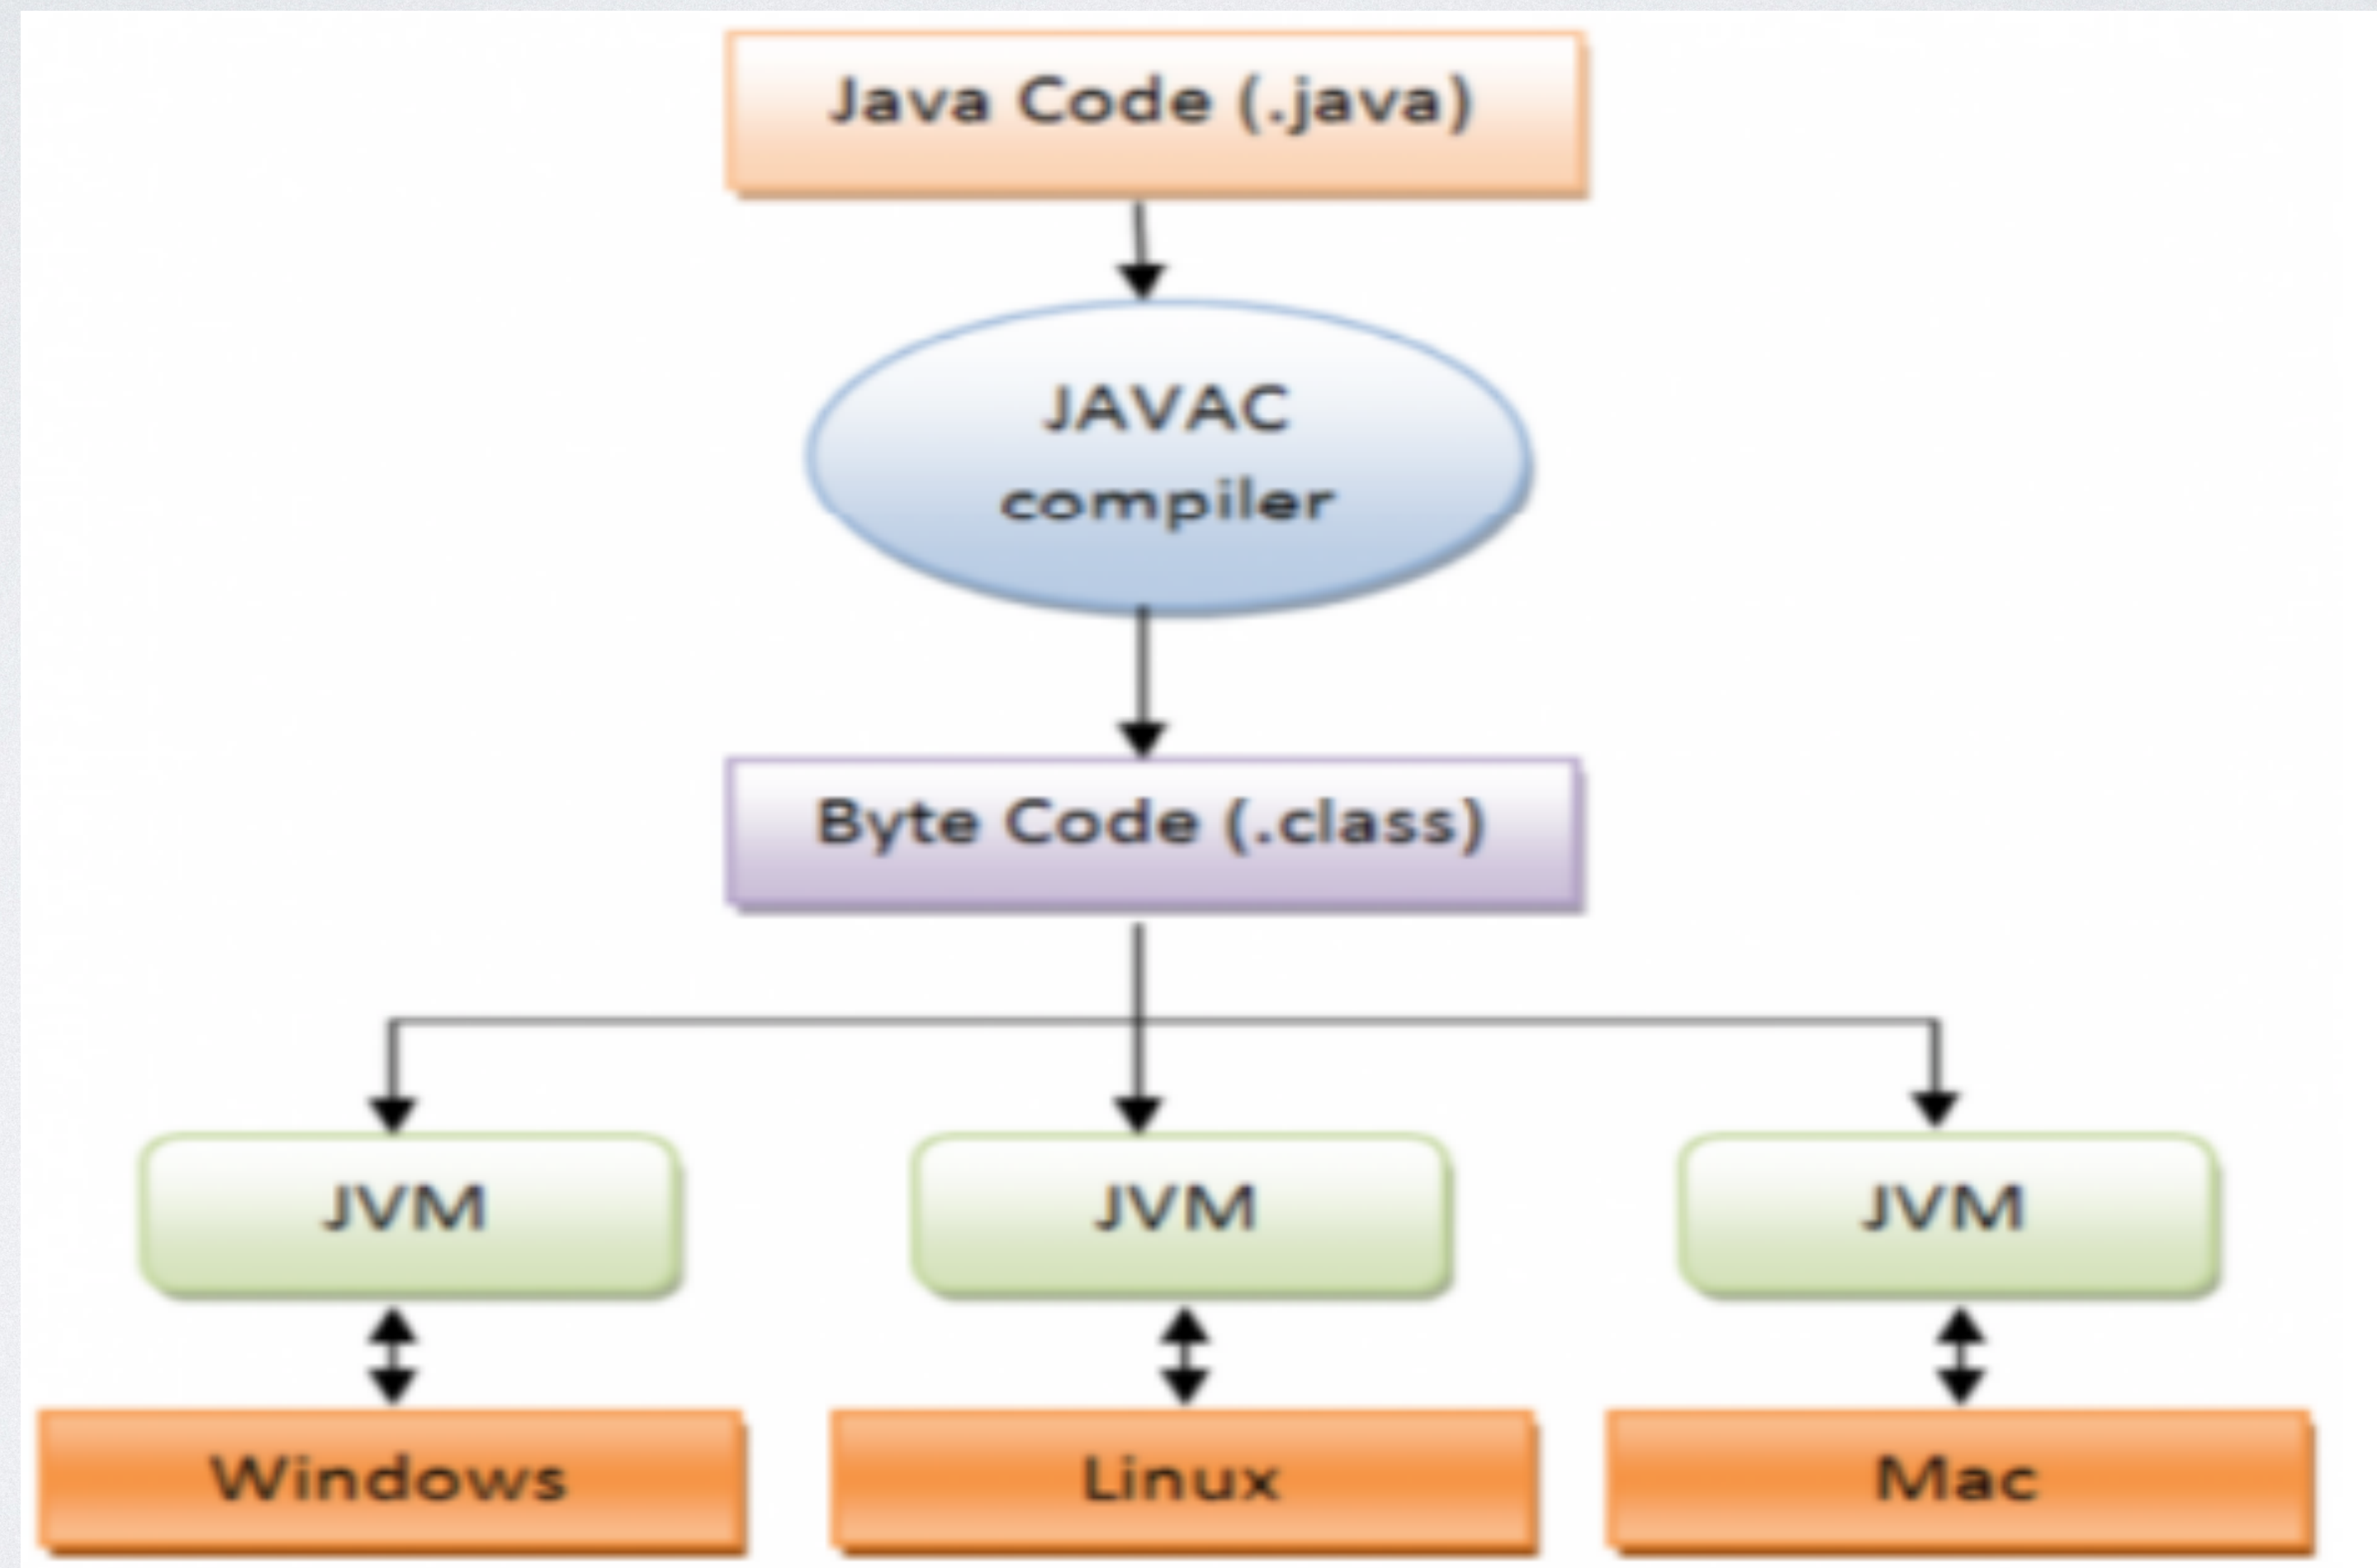 Java Code (.java)
JAVAC
compiler
Byte Code (.class)
JVM
JVM
JVM
Windows
Linux
Mac